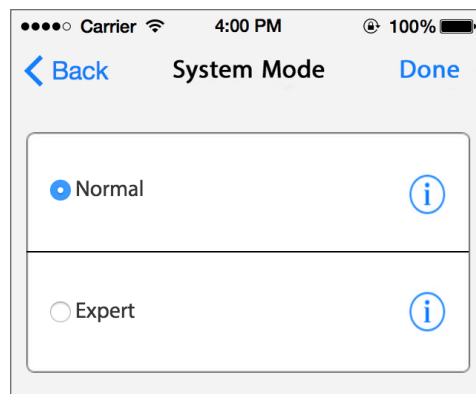 Carrier 4:00 PM 100%
Back System Mode Done
Normal i
Expert i